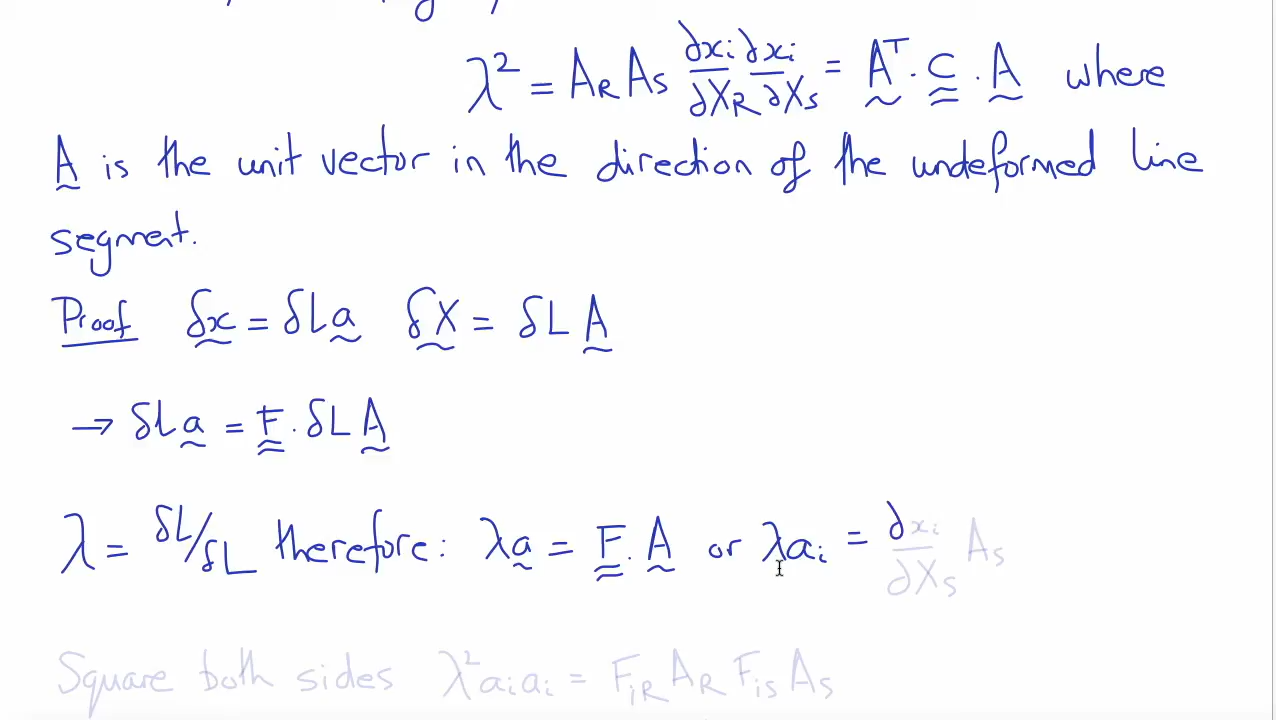 λ² = A_R A_S ∂x_i/∂X_R ∂x_i/∂X_S = A^T · C · A where
A is the unit vector in the direction of the undeformed line
segment.
Proof δx = δl a δX = δL A
→ δl a = F · δL A
λ = δl/δL therefore: λa = F · A or λa_i = ∂x_i/∂X_S A_S
Square both sides λ² a_i a_i = F_iR A_R F_iS A_S